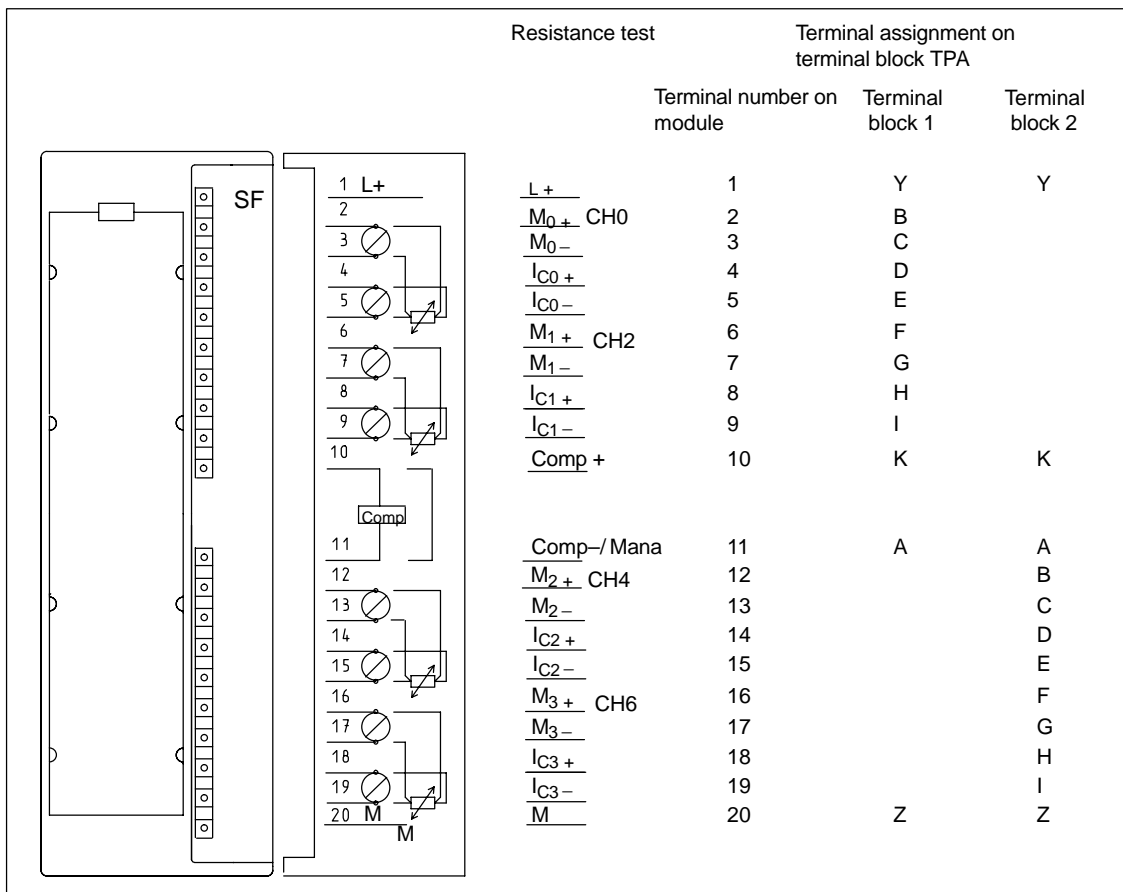 Resistance test Terminal assignment on
terminal block TPA
Terminal number on Terminal Terminal
module block 1 block 2
SF
1 L+ L + 1 Y Y
2 M0 + CH0 2 B
3 M0 – 3 C
4 IC0 + 4 D
5 IC0 – 5 E
6 M1 + CH2 6 F
7 M1 – 7 G
8 IC1 + 8 H
9 IC1 – 9 I
10 Comp + 10 K K
Comp
11 Comp–/ Mana 11 A A
12 M2 + CH4 12 B
13 M2 – 13 C
14 IC2 + 14 D
15 IC2 – 15 E
16 M3 + CH6 16 F
17 M3 – 17 G
18 IC3 + 18 H
19 IC3 – 19 I
20 M M 20 Z Z
M